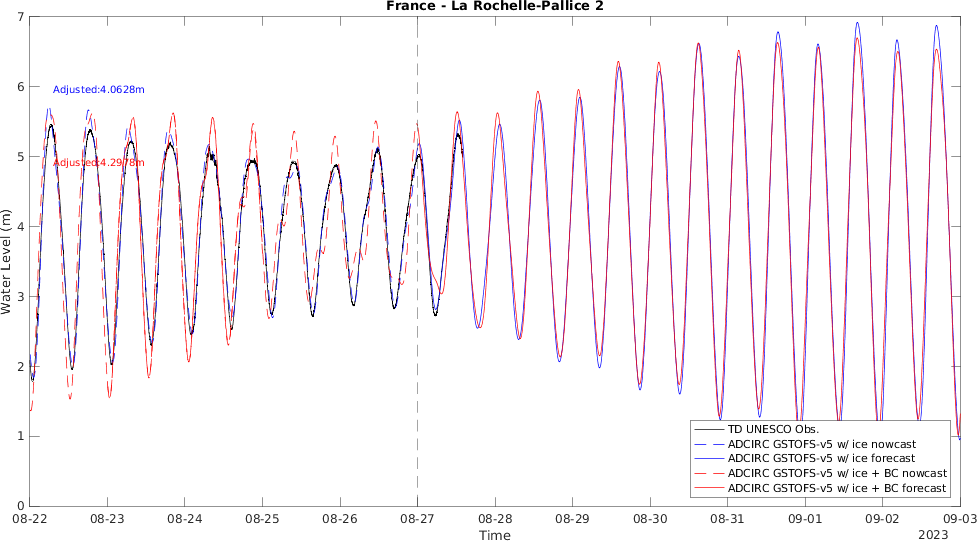 France - La Rochelle-Pallice 2
7
6
5
4
3
2
1
0
Water Level (m)
Adjusted:4.0628m
Adjusted:4.2978m
TD UNESCO Obs.
ADCIRC GSTOFS-v5 w/ ice nowcast
ADCIRC GSTOFS-v5 w/ ice forecast
ADCIRC GSTOFS-v5 w/ ice + BC nowcast
ADCIRC GSTOFS-v5 w/ ice + BC forecast
08-22 08-23 08-24 08-25 08-26 08-27 08-28 08-29 08-30 08-31 09-01 09-02 09-03
Time
2023